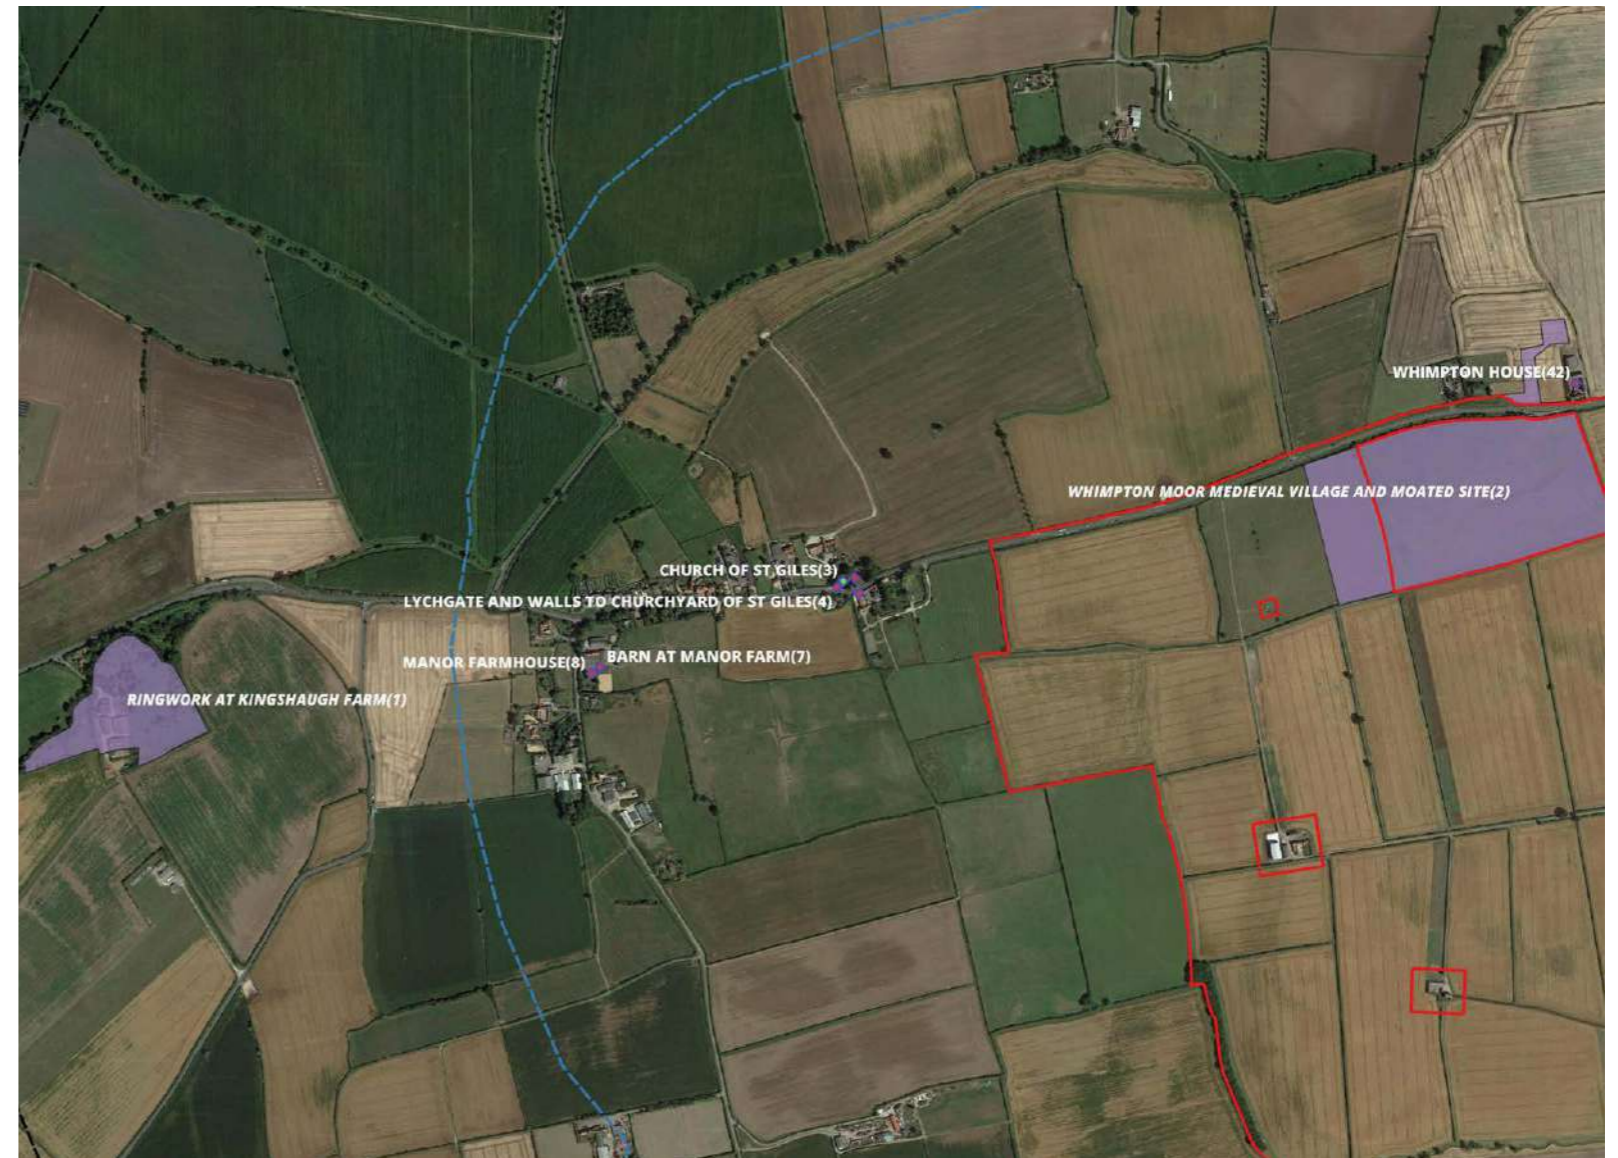 WHIMPTON HOUSE(42)
WHIMPTON MOOR MEDIEVAL VILLAGE AND MOATED SITE(2)
CHURCH OF ST GILES(3)
LYCHGATE AND WALLS TO CHURCHYARD OF ST GILES(4)
MANOR FARMHOUSE(8)
BARN AT MANOR FARM(7)
RINGWORK AT KINGSHAUGH FARM(1)